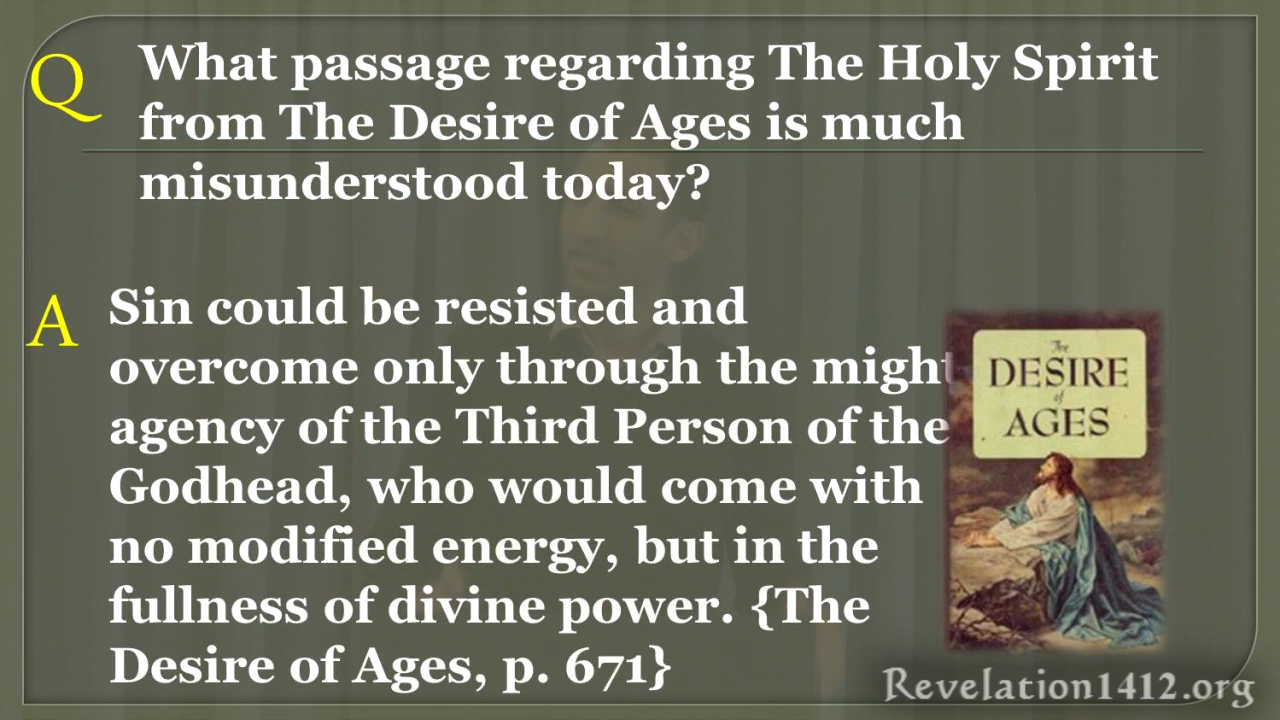 Q
What passage regarding The Holy Spirit
from The Desire of Ages is much
misunderstood today?
A
Sin could be resisted and
overcome only through the might
agency of the Third Person of the
Godhead, who would come with
no modified energy, but in the
fullness of divine power. {The
Desire of Ages, p. 671}
The
DESIRE
of
AGES
Revelation1412.org